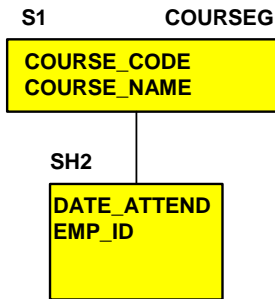 S1 COURSEG
COURSE_CODE
COURSE_NAME
SH2
DATE_ATTEND
EMP_ID